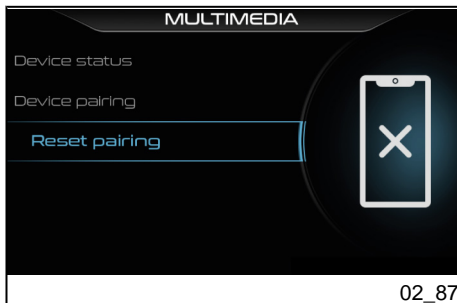 MULTIMEDIA
Device status
Device pairing
Reset pairing
02_87